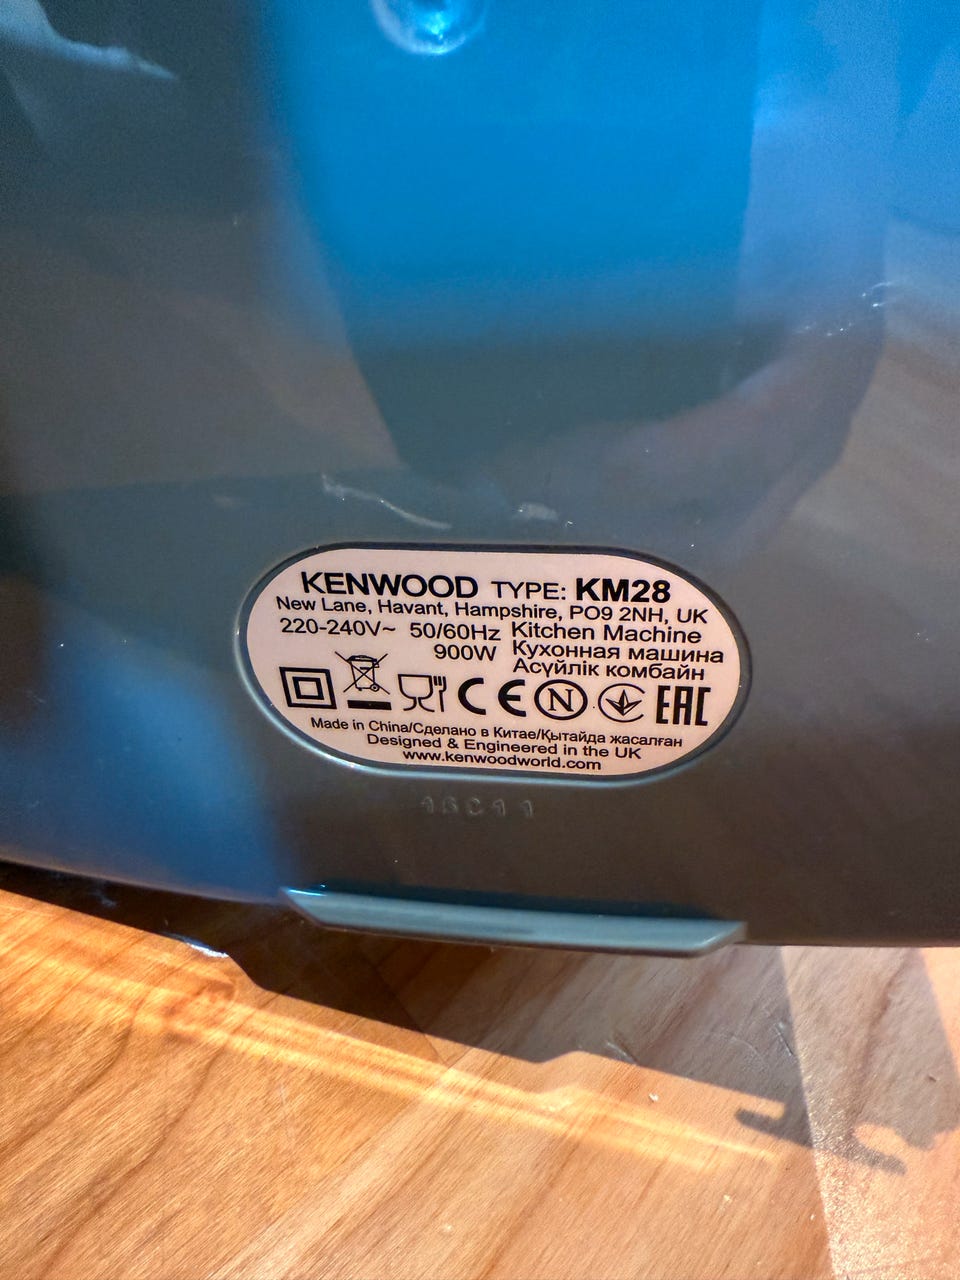 KENWOOD TYPE: KM28
New Lane, Havant, Hampshire, PO9 2NH, UK
220-240V~ 50/60Hz Kitchen Machine
900W Кухонная машина
Асүйлік комбайн
CE N EAC
Made in China/Сделано в Китае/Қытайда жасалған
Designed & Engineered in the UK
www.kenwoodworld.com